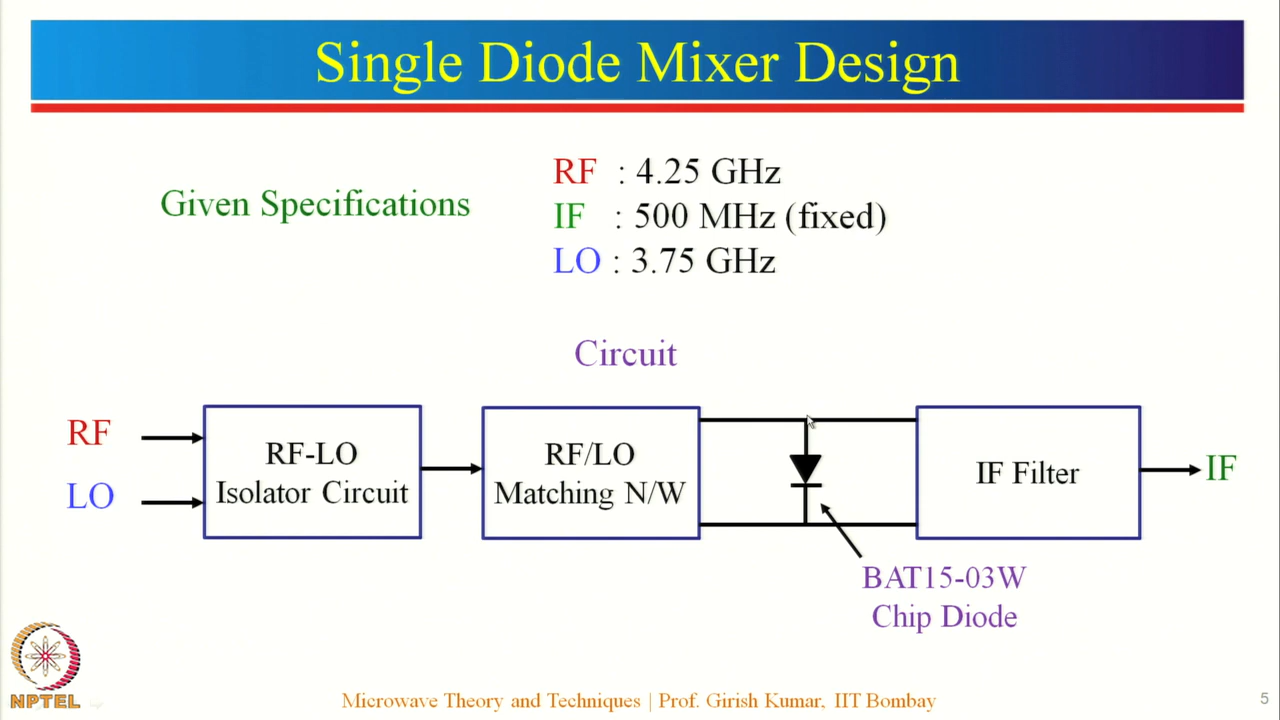 Single Diode Mixer Design
Given Specifications
RF : 4.25 GHz
IF : 500 MHz (fixed)
LO : 3.75 GHz
Circuit
RF
LO
RF-LO
Isolator Circuit
RF/LO
Matching N/W
IF Filter
IF
BAT15-03W
Chip Diode
NPTEL
Microwave Theory and Techniques | Prof. Girish Kumar, IIT Bombay
5